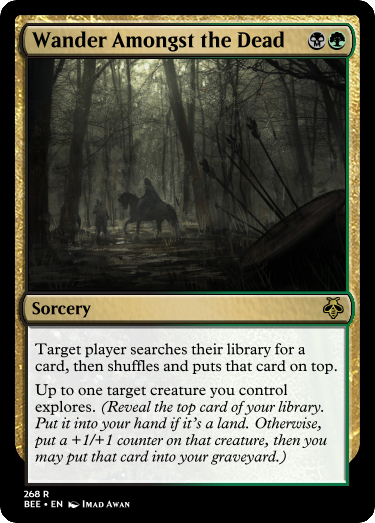 Wander Amongst the Dead
Sorcery
Target player searches their library for a
card, then shuffles and puts that card on top.
Up to one target creature you control
explores. (Reveal the top card of your library.
Put it into your hand if it's a land. Otherwise,
put a +1/+1 counter on that creature, then you
may put that card into your graveyard.)
268 R
BEE • EN Imad Awan